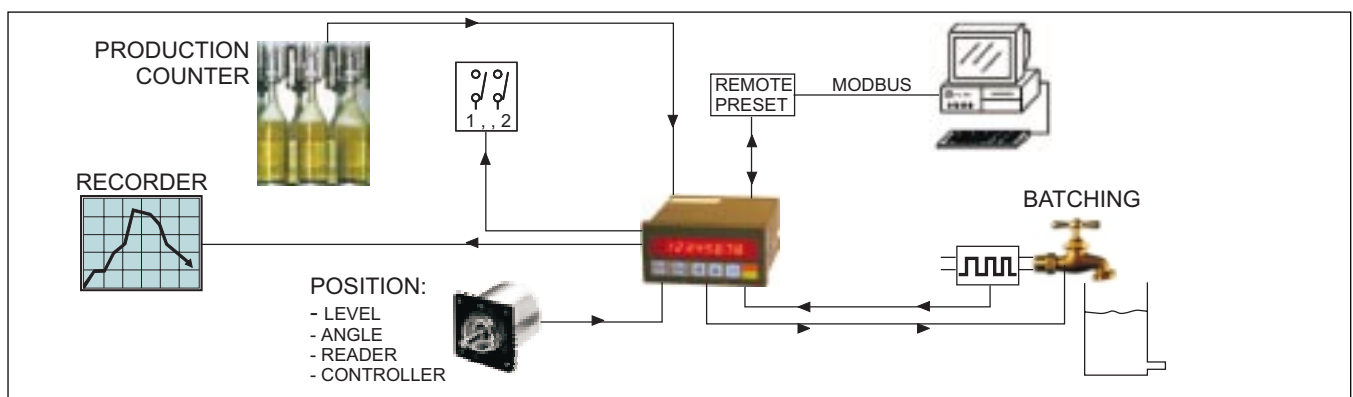 PRODUCTION
COUNTER
1 , , 2
REMOTE
PRESET
MODBUS
RECORDER
BATCHING
POSITION:
- LEVEL
- ANGLE
- READER
- CONTROLLER